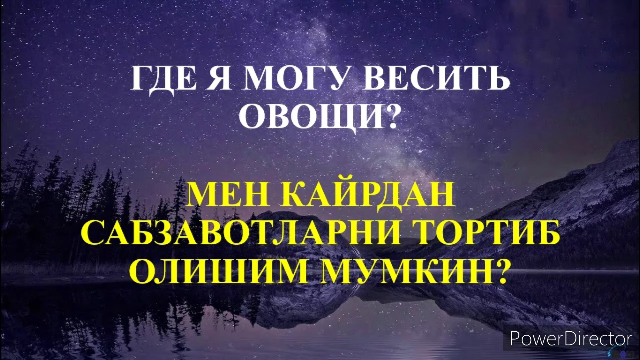 ГДЕ Я МОГУ ВЕСИТЬ
ОВОЩИ?
МЕН КАЙРДАН
САБЗАВОТЛАРНИ ТОРТИБ
ОЛИШИМ МУМКИН?
PowerDirector